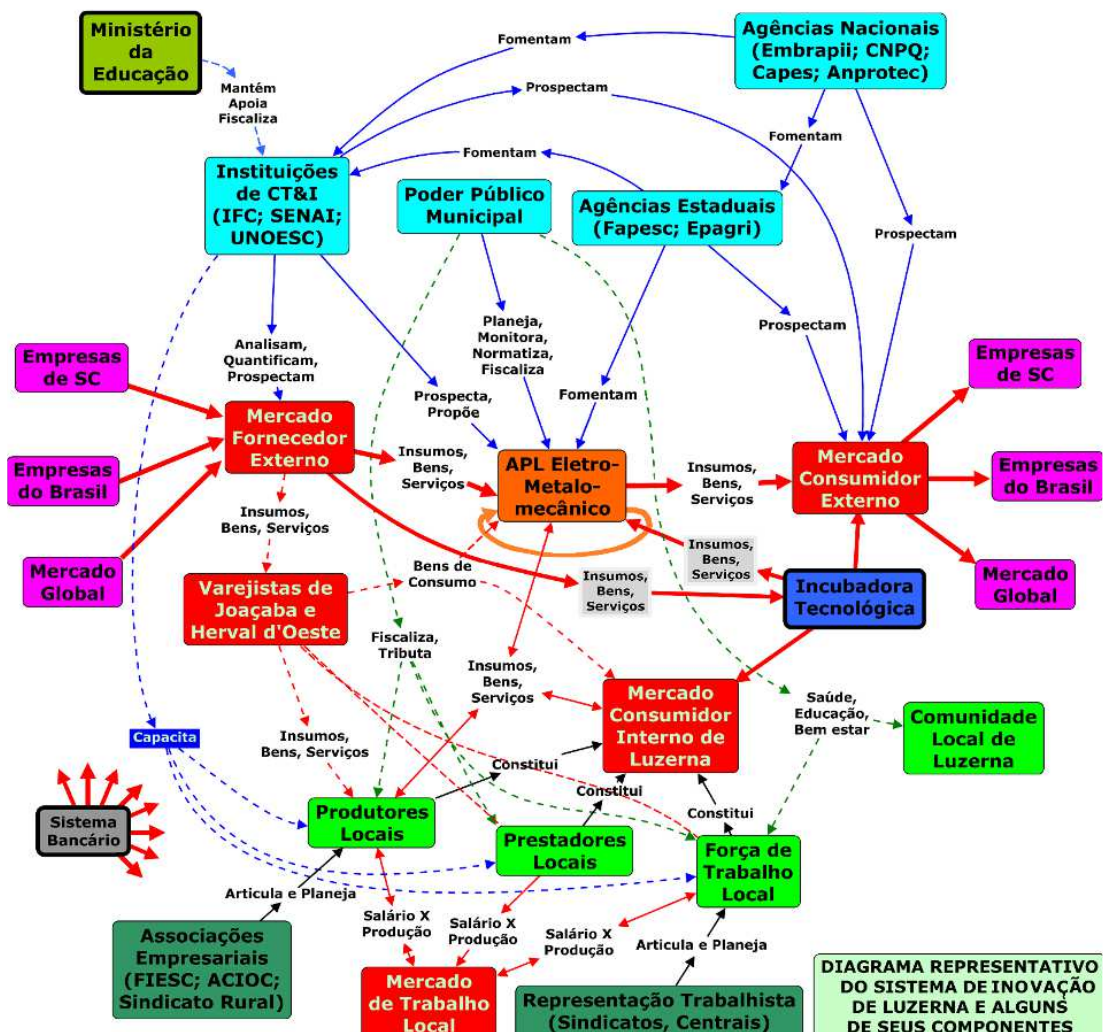 Ministério
da
Educação
Agências Nacionais
(Embrapii; CNPQ;
Capes; Anprotec)
Fomentam
Mantém
Apoia
Fiscaliza
Prospectam
Fomentam
Fomentam
Instituições
de CT&I
(IFC; SENAI;
UNOESC)
Poder Público
Municipal
Agências Estaduais
(Fapesc; Epagri)
Prospectam
Analisam,
Quantificam,
Prospectam
Planeja,
Monitora,
Normatiza,
Fiscaliza
Prospectam
Empresas
de SC
Empresas
de SC
Prospecta,
Propõe
Fomentam
Mercado
Fornecedor
Externo
Insumos,
Bens,
Serviços
APL Eletro-
Metalo-
mecânico
Insumos,
Bens,
Serviços
Mercado
Consumidor
Externo
Empresas
do Brasil
Empresas
do Brasil
Insumos,
Bens, Serviços
Mercado
Global
Varejistas de
Joaçaba e
Herval d'Oeste
Bens de
Consumo
Insumos,
Bens,
Serviços
Insumos,
Bens,
Serviços
Incubadora
Tecnológica
Mercado
Global
Fiscaliza,
Tributa
Insumos,
Bens,
Serviços
Mercado
Consumidor
Interno de
Luzerna
Saúde,
Educação,
Bem estar
Comunidade
Local de
Luzerna
Capacita
Insumos,
Bens, Serviços
Constitui
Constitui
Constitui
Sistema
Bancário
Produtores
Locais
Prestadores
Locais
Força de
Trabalho
Local
Articula e Planeja
Salário X
Produção
Salário X
Produção
Salário X
Produção
Articula e Planeja
Associações
Empresariais
(FIESC; ACIOC;
Sindicato Rural)
Mercado
de Trabalho
Local
Representação Trabalhista
(Sindicatos, Centrais)
DIAGRAMA REPRESENTATIVO
DO SISTEMA DE INOVAÇÃO
DE LUZERNA E ALGUNS
DE SEUS COMPONENTES